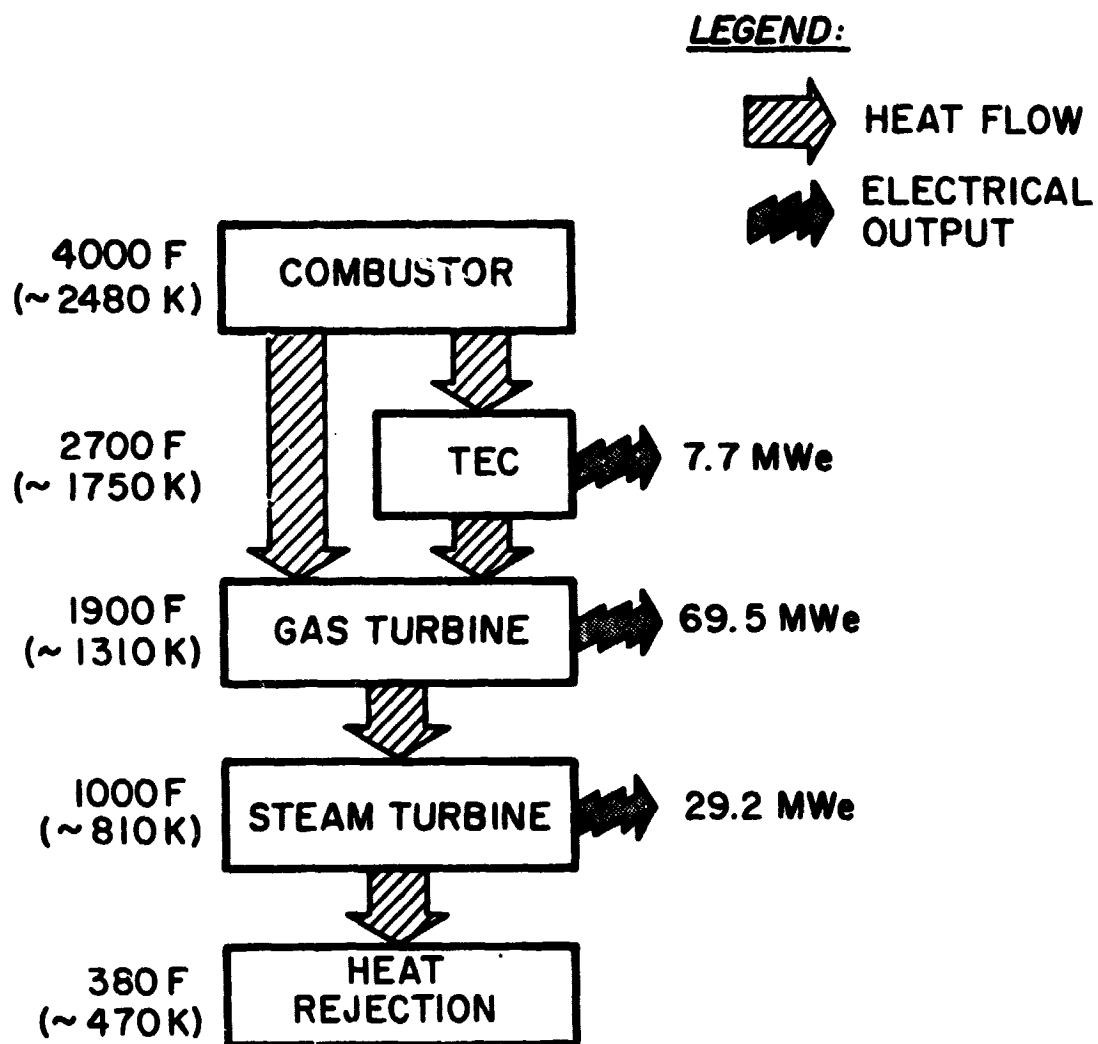 LEGEND:
HEAT FLOW
ELECTRICAL
OUTPUT
4000 F
(~2480 K)
COMBUSTOR
2700 F
(~ 1750 K)
TEC
7.7 MWe
1900 F
(~ 1310 K)
GAS TURBINE
69.5 MWe
1000 F
(~ 810 K)
STEAM TURBINE
29.2 MWe
380 F
(~ 470 K)
HEAT
REJECTION